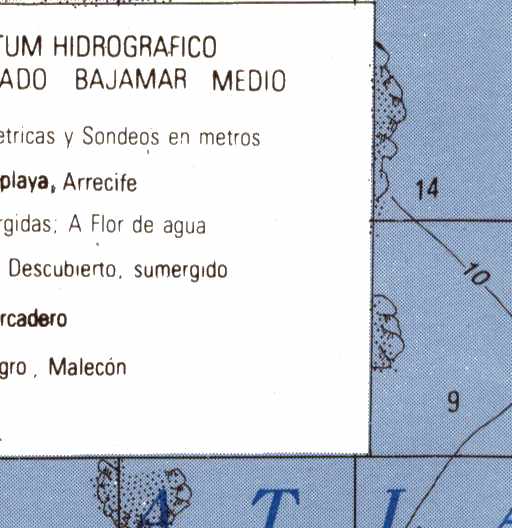 TUM HIDROGRAFICO
ADO BAJAMAR MEDIO
etricas y Sondeos en metros
playa, Arrecife
rgidas; A Flor de agua
Descubierto, sumergido
rcadero
gro, Malecón
14
10
9
A T L A